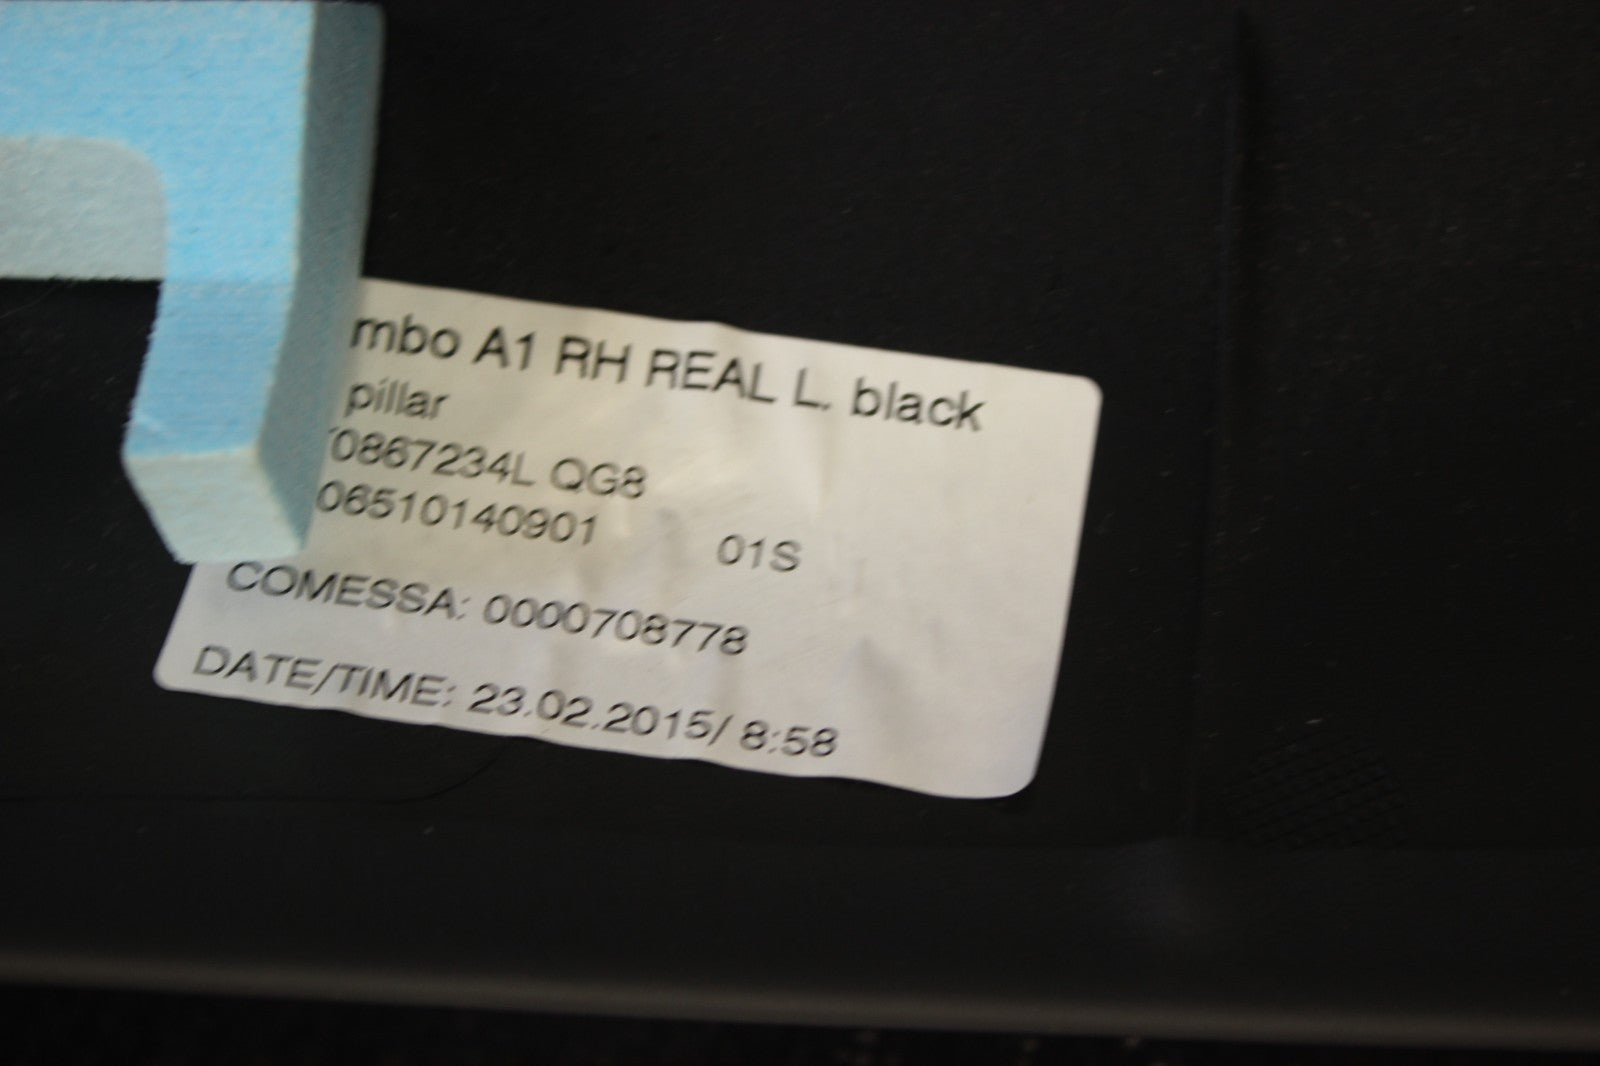 mbo A1 RH REAL L. black
pillar
0867234L QG8
06510140901 01S
COMESSA: 0000708778
DATE/TIME: 23.02.2015/ 8:58